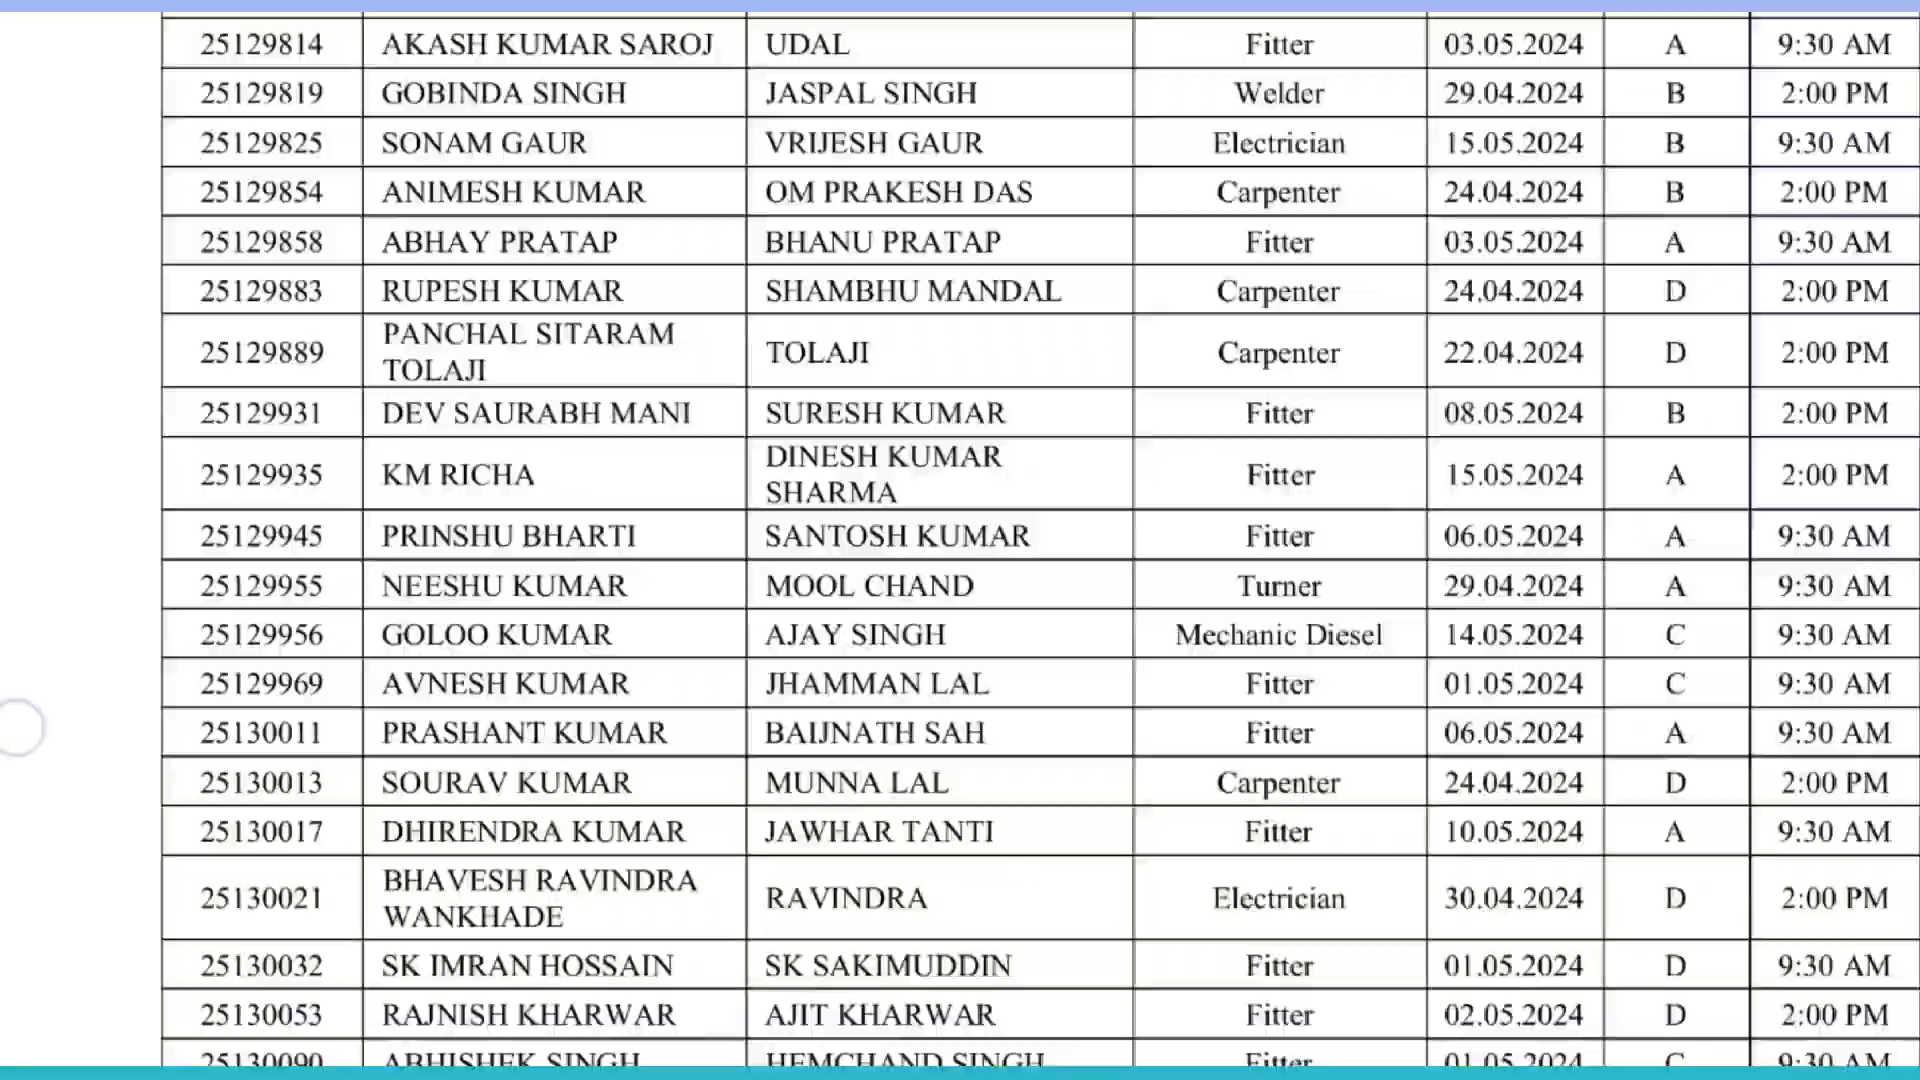 25129814 AKASH KUMAR SAROJ UDAL Fitter 03.05.2024 A 9:30 AM
25129819 GOBINDA SINGH JASPAL SINGH Welder 29.04.2024 B 2:00 PM
25129825 SONAM GAUR VRIJESH GAUR Electrician 15.05.2024 B 9:30 AM
25129854 ANIMESH KUMAR OM PRAKESH DAS Carpenter 24.04.2024 B 2:00 PM
25129858 ABHAY PRATAP BHANU PRATAP Fitter 03.05.2024 A 9:30 AM
25129883 RUPESH KUMAR SHAMBHU MANDAL Carpenter 24.04.2024 D 2:00 PM
25129889 PANCHAL SITARAM
TOLAJI TOLAJI Carpenter 22.04.2024 D 2:00 PM
25129931 DEV SAURABH MANI SURESH KUMAR Fitter 08.05.2024 B 2:00 PM
25129935 KM RICHA DINESH KUMAR
SHARMA Fitter 15.05.2024 A 2:00 PM
25129945 PRINSHU BHARTI SANTOSH KUMAR Fitter 06.05.2024 A 9:30 AM
25129955 NEESHU KUMAR MOOL CHAND Turner 29.04.2024 A 9:30 AM
25129956 GOLOO KUMAR AJAY SINGH Mechanic Diesel 14.05.2024 C 9:30 AM
25129969 AVNESH KUMAR JHAMMAN LAL Fitter 01.05.2024 C 9:30 AM
25130011 PRASHANT KUMAR BAIJNATH SAH Fitter 06.05.2024 A 9:30 AM
25130013 SOURAV KUMAR MUNNA LAL Carpenter 24.04.2024 D 2:00 PM
25130017 DHIRENDRA KUMAR JAWHAR TANTI Fitter 10.05.2024 A 9:30 AM
25130021 BHAVESH RAVINDRA
WANKHADE RAVINDRA Electrician 30.04.2024 D 2:00 PM
25130032 SK IMRAN HOSSAIN SK SAKIMUDDIN Fitter 01.05.2024 D 9:30 AM
25130053 RAJNISH KHARWAR AJIT KHARWAR Fitter 02.05.2024 D 2:00 PM
25130090 ABHISHEK SINGH HEMCHAND SINGH Fitter 01.05.2024 C 9:30 AM